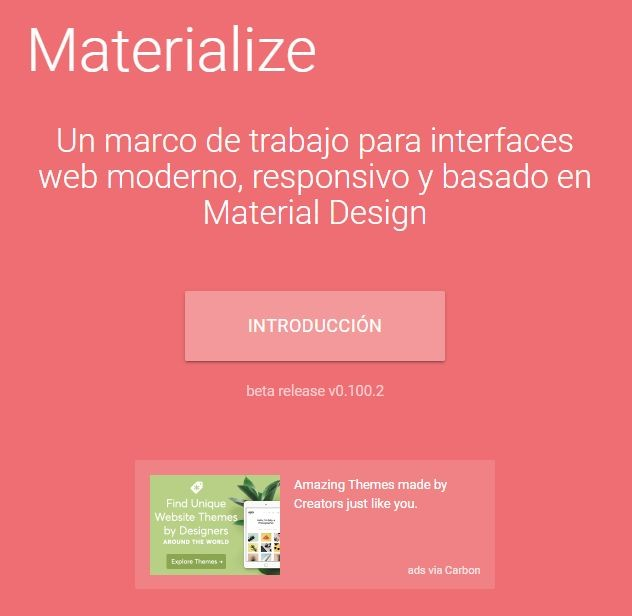 Materialize
Un marco de trabajo para interfaces
web moderno, responsivo y basado en
Material Design
INTRODUCCIÓN
beta release v0.100.2
Find Unique
Website Themes
by Designers
AROUND THE WORLD
Explore Themes →
Amazing Themes made by
Creators just like you.
ads via Carbon